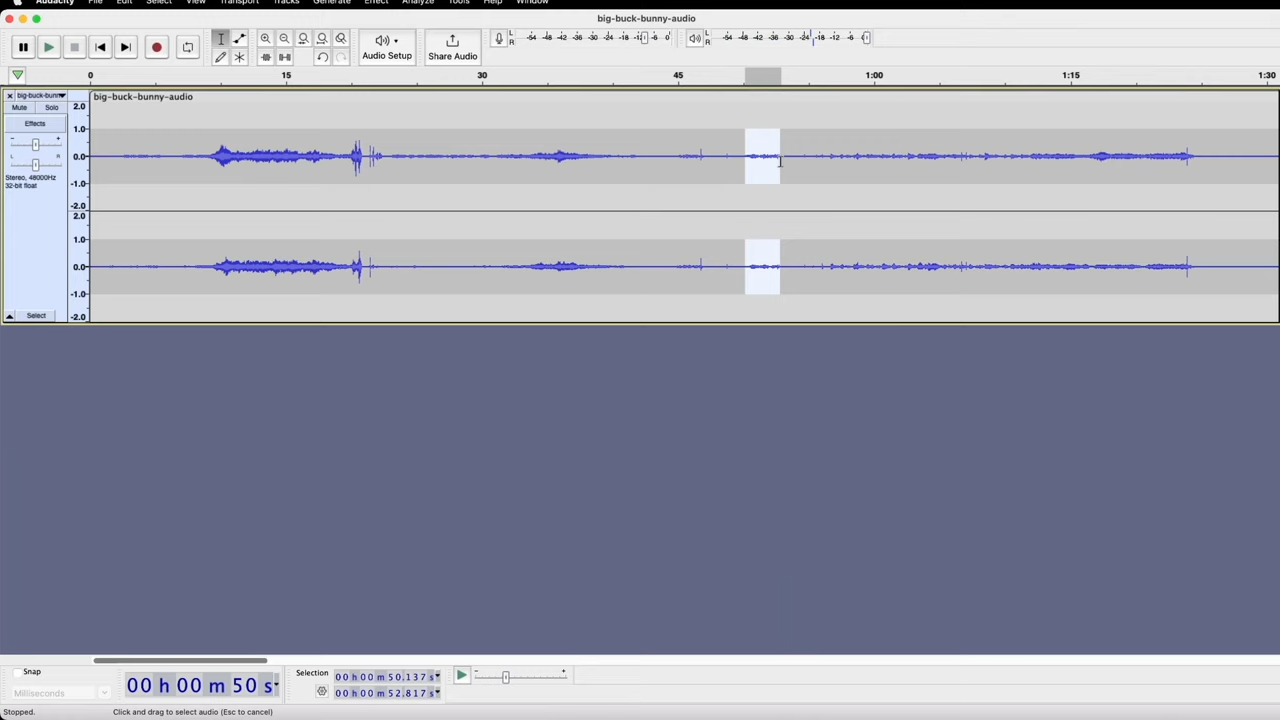 Audacity File Edit Select View Transport Tracks Generate Effect Analyze Tools Help Window
big-buck-bunny-audio
L R -54 -48 -42 -36 -30 -24 -18 -12 -6 0
L R -54 -48 -42 -36 -30 -24 -18 -12 -6 0
Audio Setup
Share Audio
0 15 30 45 1:00 1:15 1:30
big-buck-bunn
big-buck-bunny-audio
Mute Solo
Effects
- +
L R
Stereo, 48000Hz
32-bit float
Select
2.0
1.0
0.0
-1.0
-2.0
2.0
1.0
0.0
-1.0
-2.0
Snap
Milliseconds
00 h 00 m 50 s
Selection
00 h 00 m 50.137 s
00 h 00 m 52.817 s
- +
Stopped.
Click and drag to select audio (Esc to cancel)